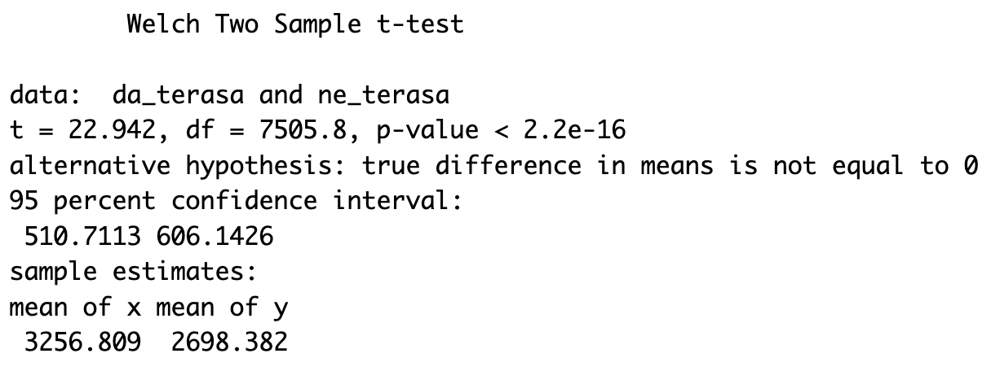 Welch Two Sample t-test
data:  da_terasa and ne_terasa
t = 22.942, df = 7505.8, p-value < 2.2e-16
alternative hypothesis: true difference in means is not equal to 0
95 percent confidence interval:
510.7113 606.1426
sample estimates:
mean of x mean of y
3256.809  2698.382